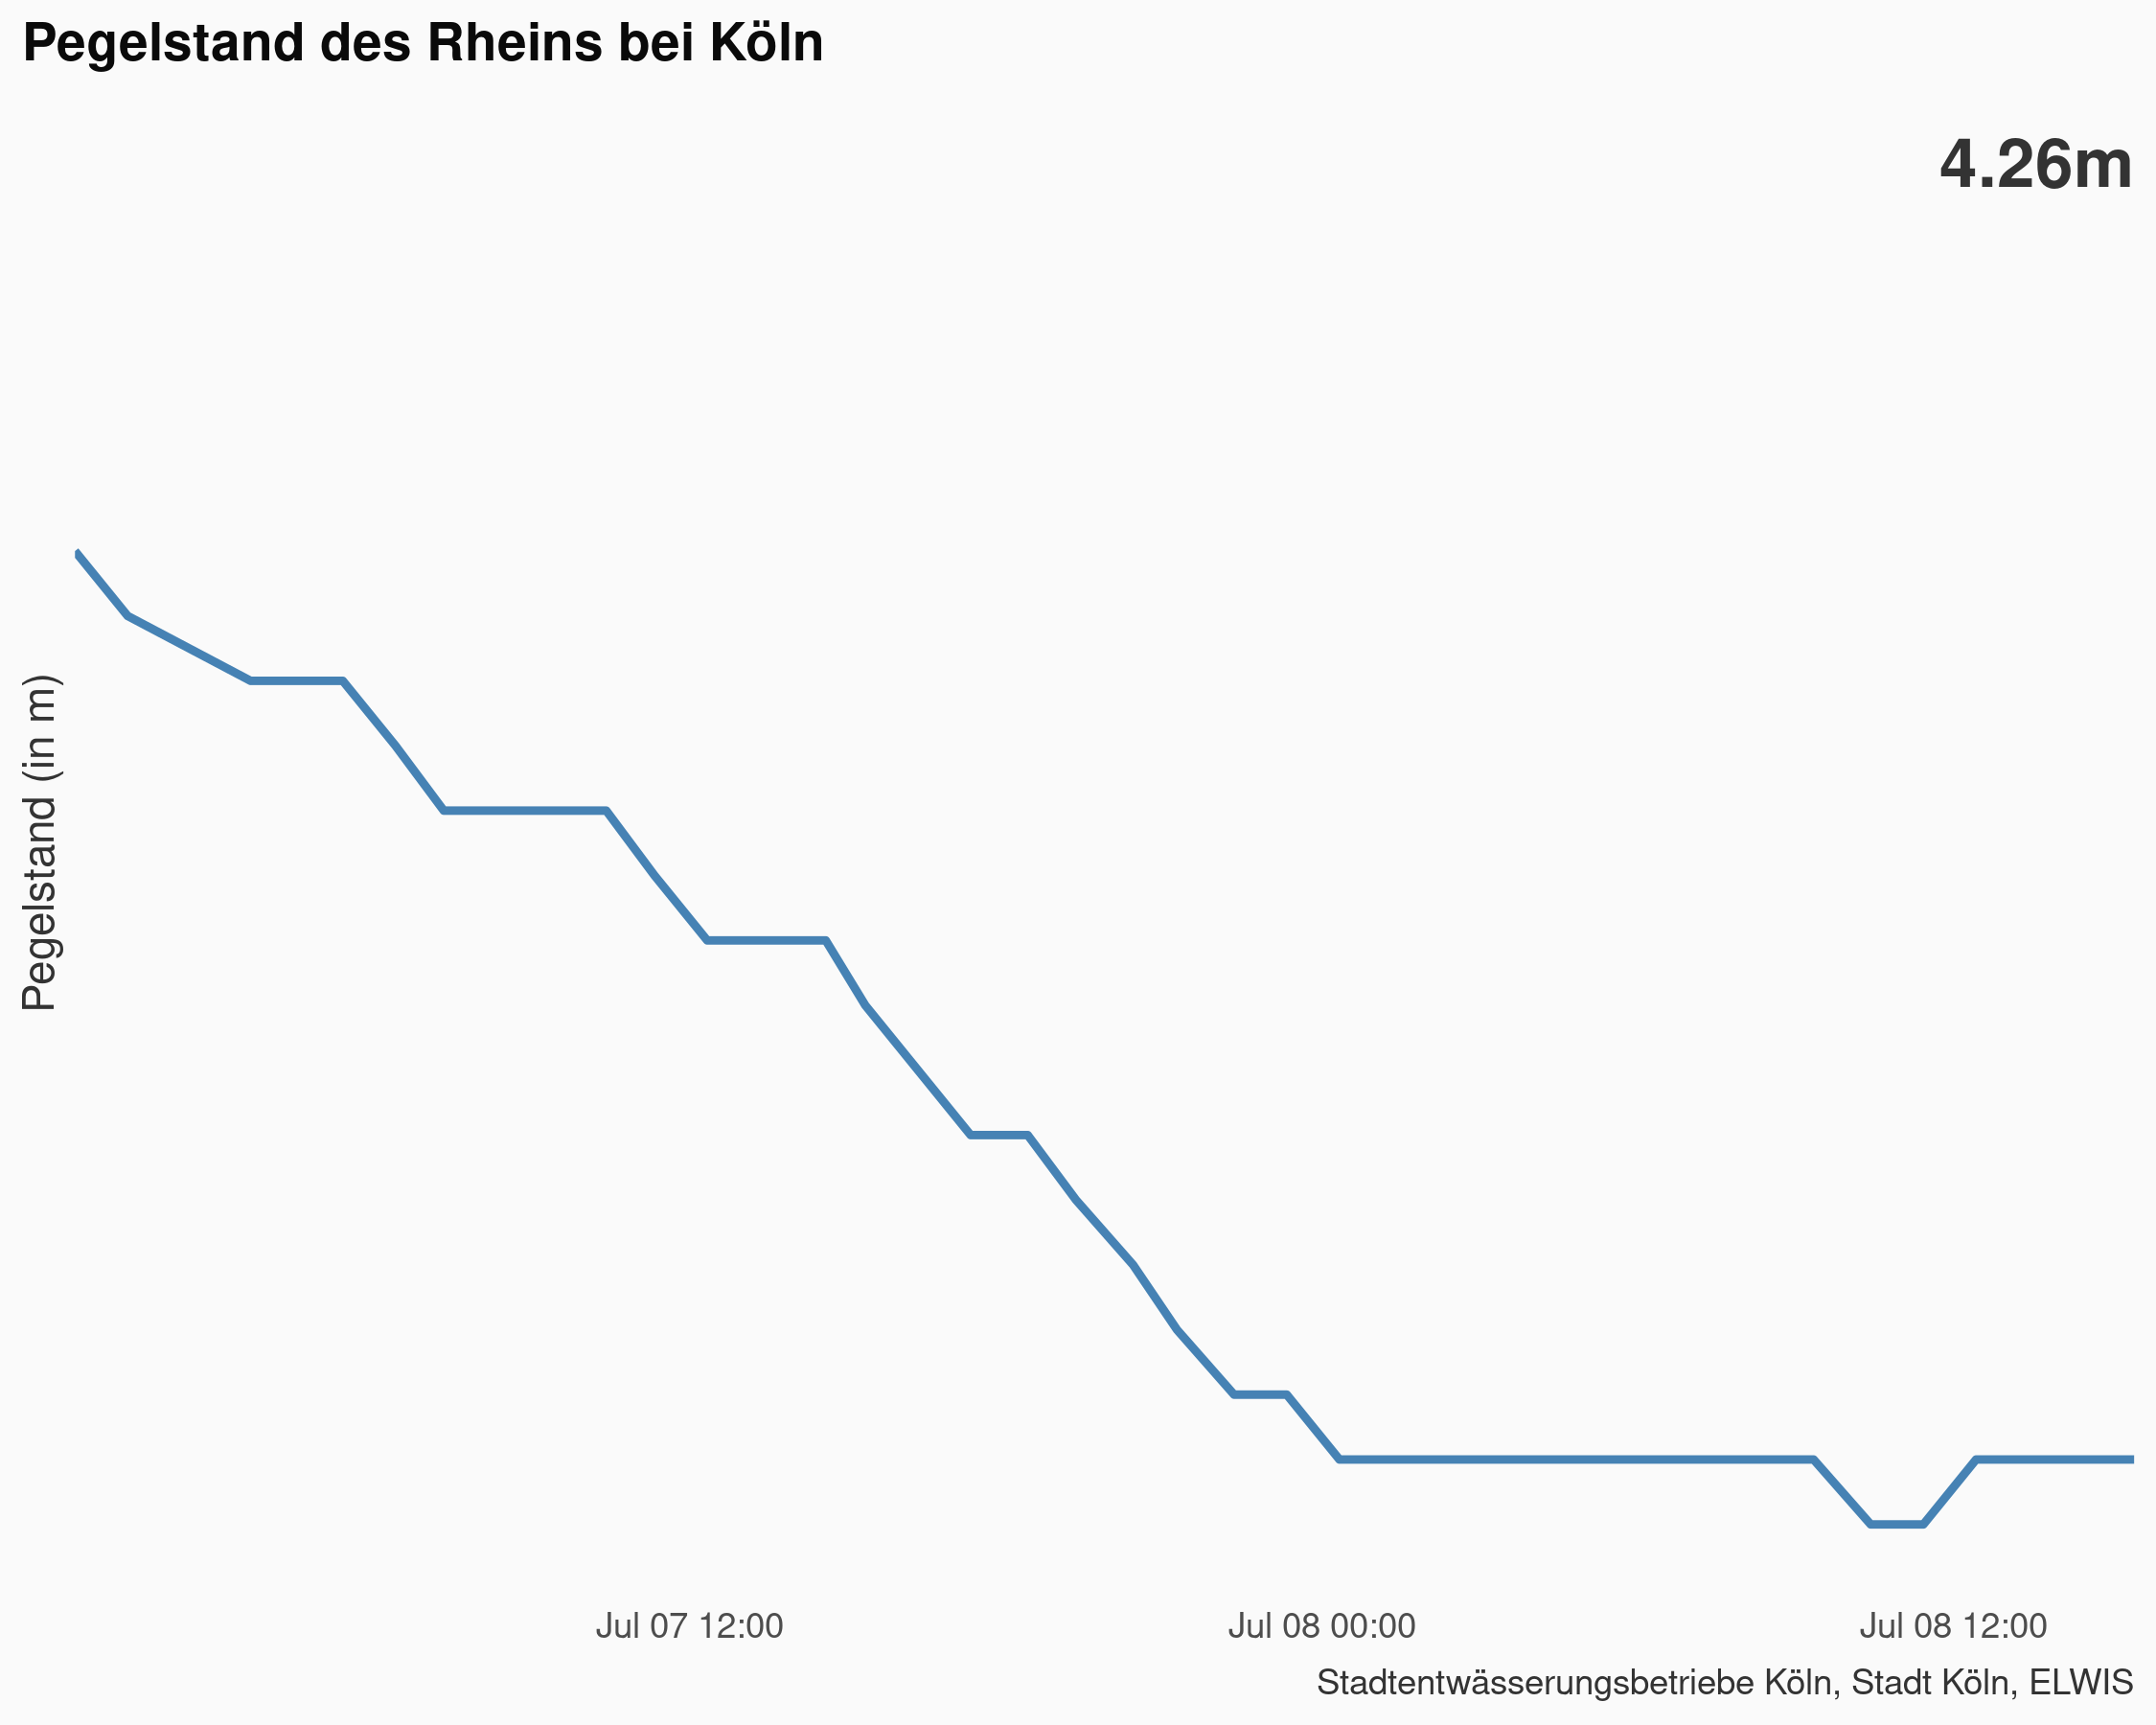 Pegelstand des Rheins bei Köln
4.26m
Pegelstand (in m)
Jul 07 12:00
Jul 08 00:00
Jul 08 12:00
Stadtentwässerungsbetriebe Köln, Stadt Köln, ELWIS